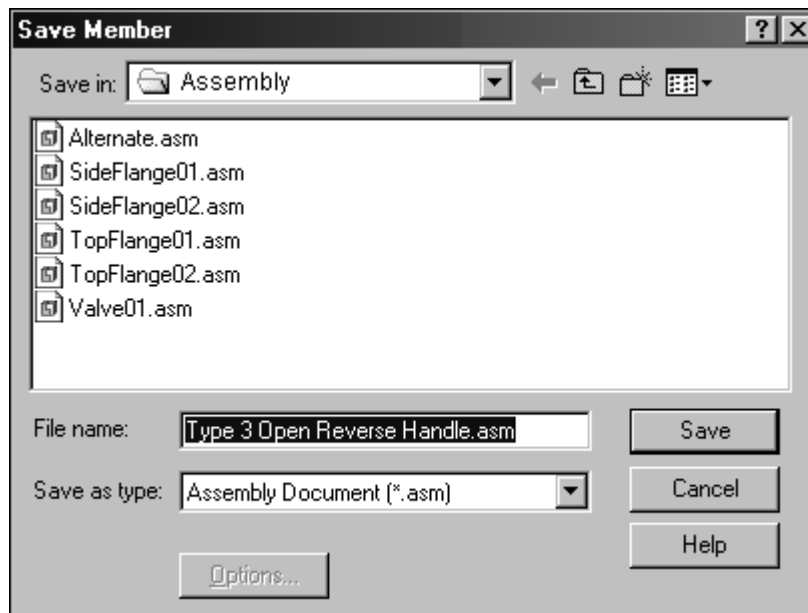 Save Member
Save in: Assembly
Alternate.asm
SideFlange01.asm
SideFlange02.asm
TopFlange01.asm
TopFlange02.asm
Valve01.asm
File name: Type 3 Open Reverse Handle.asm Save
Save as type: Assembly Document (*.asm) Cancel
Help
Options...